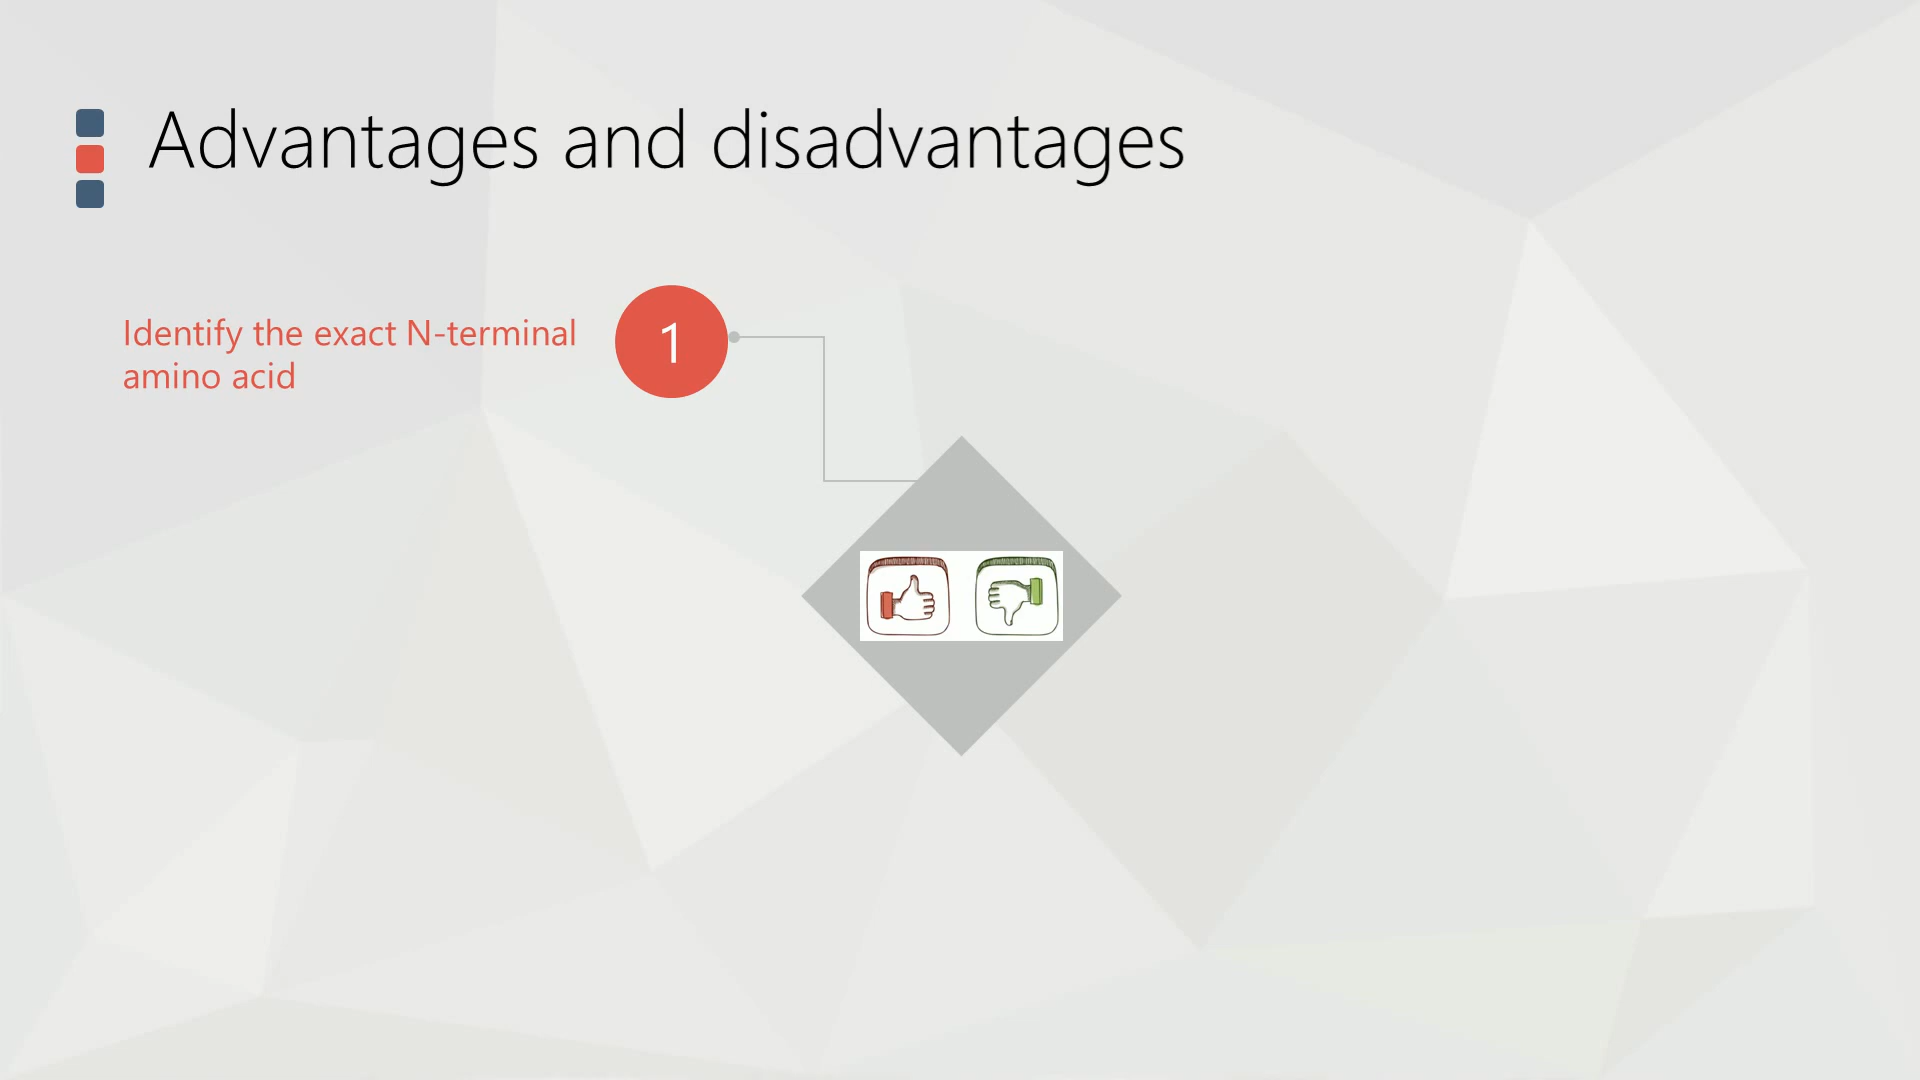 Advantages and disadvantages
Identify the exact N-terminal
amino acid
1